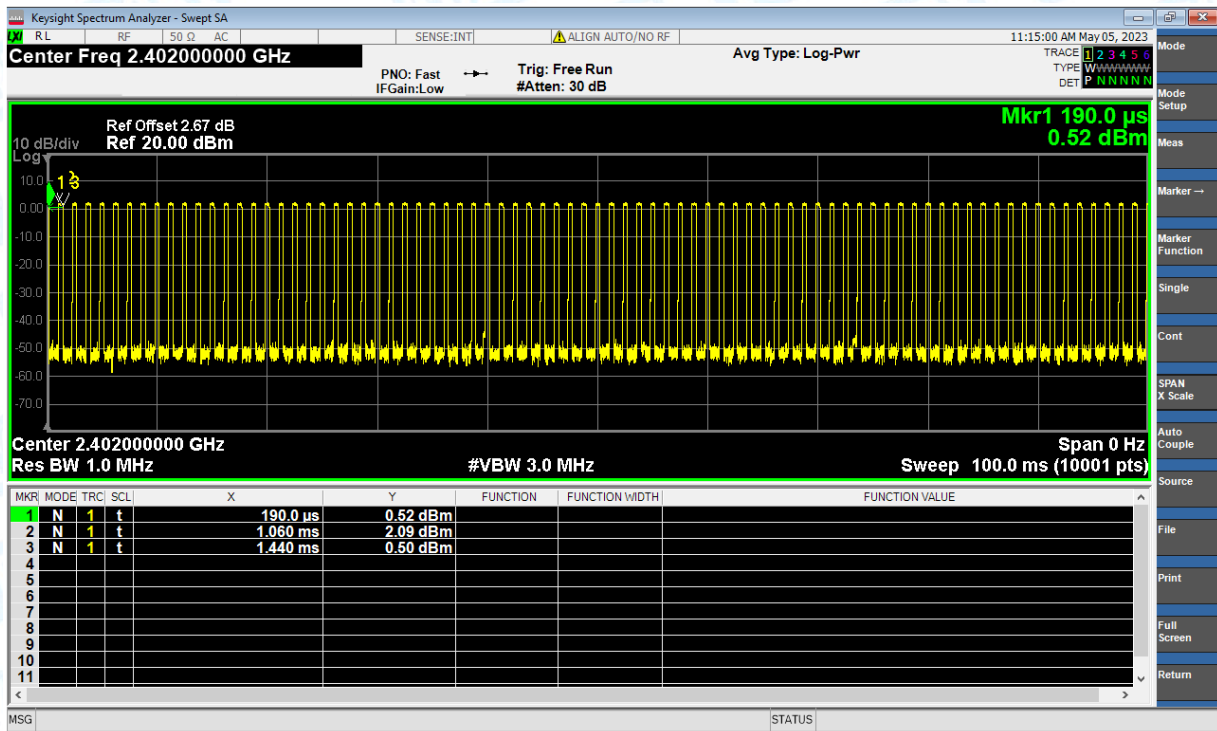 Keysight Spectrum Analyzer - Swept SA
LXI RL RF 50 Ω AC SENSE:INT ALIGN AUTO/NO RF 11:15:00 AM May 05, 2023
Center Freq 2.402000000 GHz
Avg Type: Log-Pwr
TRACE 1 2 3 4 5 6
TYPE WWWWWW
DET P N N N N N
PNO: Fast Trig: Free Run
IFGain:Low #Atten: 30 dB
Mkr1 190.0 µs
0.52 dBm
Ref Offset 2.67 dB
10 dB/div Ref 20.00 dBm
Log
10.0
0.00
-10.0
-20.0
-30.0
-40.0
-50.0
-60.0
-70.0
1 3
Center 2.402000000 GHz Span 0 Hz
Res BW 1.0 MHz #VBW 3.0 MHz Sweep 100.0 ms (10001 pts)
MKR MODE TRC SCL X Y FUNCTION FUNCTION WIDTH FUNCTION VALUE
1 N 1 t 190.0 µs 0.52 dBm
2 N 1 t 1.060 ms 2.09 dBm
3 N 1 t 1.440 ms 0.50 dBm
4
5
6
7
8
9
10
11
MSG STATUS
Mode
Mode
Setup
Meas
Marker →
Marker
Function
Single
Cont
SPAN
X Scale
Auto
Couple
Source
File
Print
Full
Screen
Return